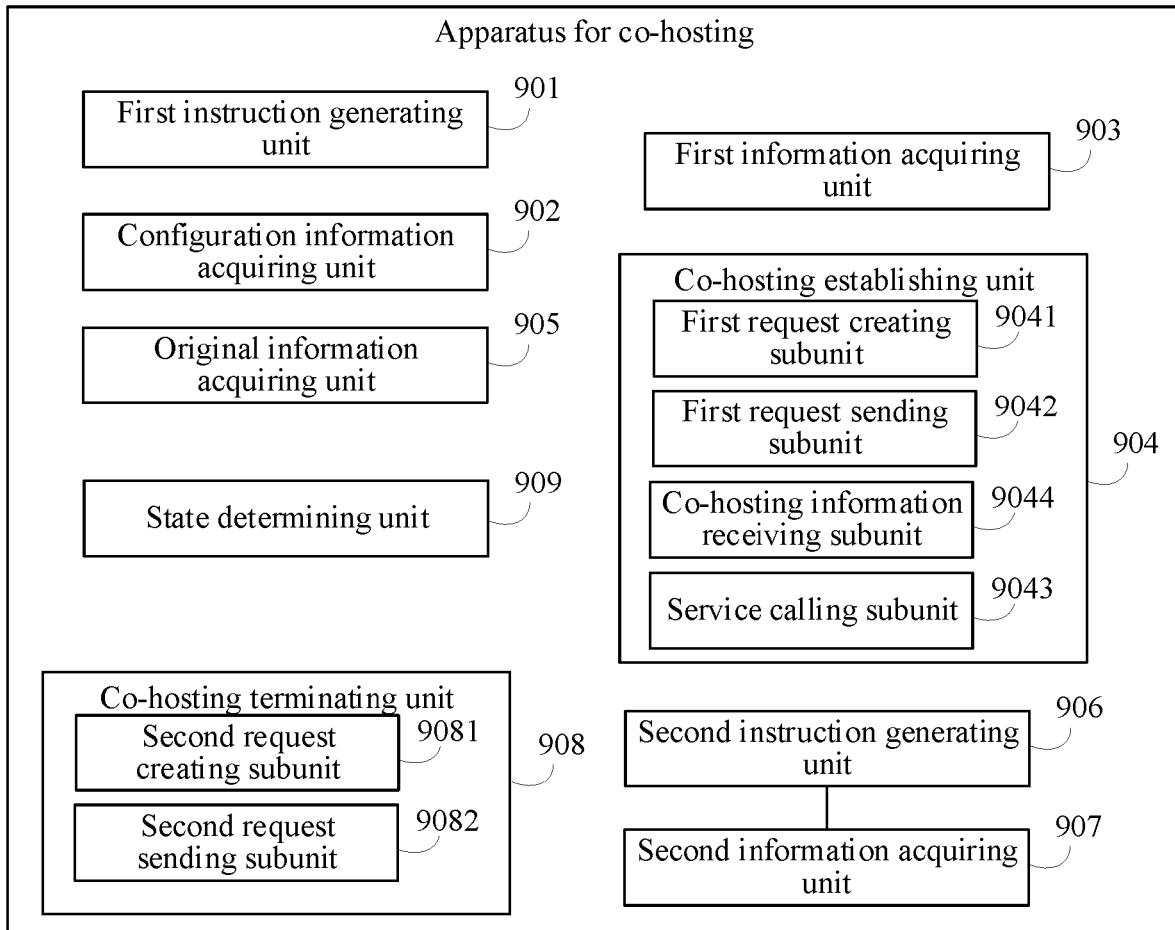 Apparatus for co-hosting
First instruction generating
unit
901
First information acquiring
unit
903
Configuration information
acquiring unit
902
Original information
acquiring unit
905
State determining unit
909
Co-hosting establishing unit
First request creating
subunit
9041
First request sending
subunit
9042
Co-hosting information
receiving subunit
9044
Service calling subunit
9043
904
Co-hosting terminating unit
Second request
creating subunit
9081
Second request
sending subunit
9082
908
Second instruction generating
unit
906
Second information acquiring
unit
907